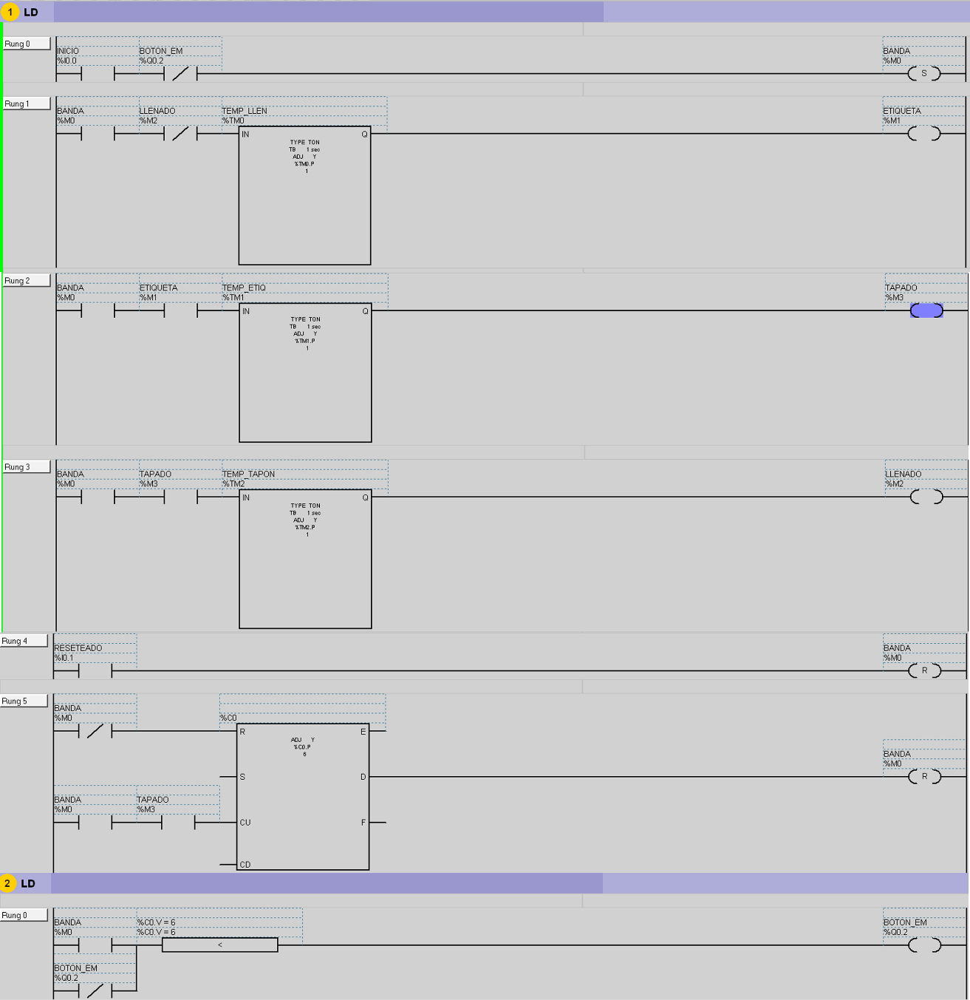 1 LD
Rung 0
INICIO BOTON_EM BANDA
%I0.0 %Q0.2 %M0
S
Rung 1
BANDA LLENADO TEMP_LLEN ETIQUETA
%M0 %M2 %TM0 %M1
IN Q
TYPE TON
TB 1 sec
ADJ Y
%TM0.P
1
Rung 2
BANDA ETIQUETA TEMP_ETIQ TAPADO
%M0 %M1 %TM1 %M3
IN Q
TYPE TON
TB 1 sec
ADJ Y
%TM1.P
1
Rung 3
BANDA TAPADO TEMP_TAPON LLENADO
%M0 %M3 %TM2 %M2
IN Q
TYPE TON
TB 1 sec
ADJ Y
%TM2.P
1
Rung 4
RESETEADO BANDA
%I0.1 %M0
R
Rung 5
BANDA
%M0 %C0
R E
ADJ Y
%C0.P
6
BANDA
%M0
S D R
BANDA TAPADO
%M0 %M3
CU F
CD
2 LD
Rung 0
BANDA %C0.V = 6 BOTON_EM
%M0 %C0.V = 6 %Q0.2
<
BOTON_EM
%Q0.2